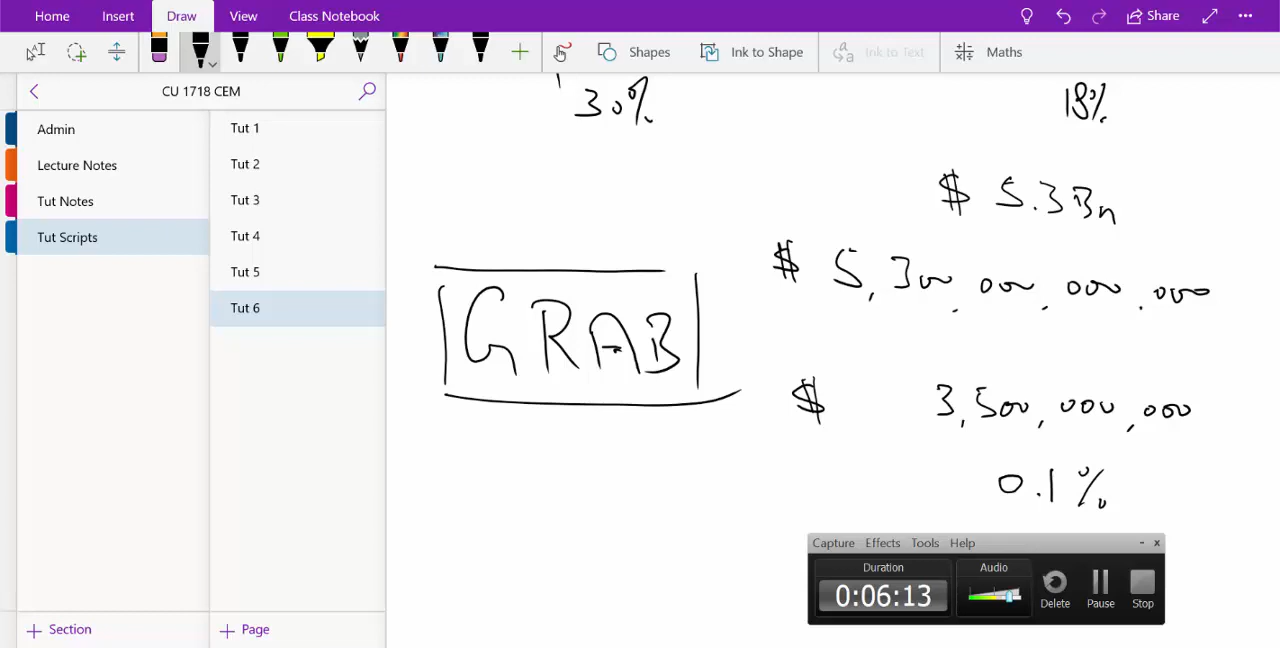 Home Insert Draw View Class Notebook Share
Shapes Ink to Shape Ink to Text Maths
CU 1718 CEM
Admin
Lecture Notes
Tut Notes
Tut Scripts
Tut 1
Tut 2
Tut 3
Tut 4
Tut 5
Tut 6
30%
18%
$ 5.3 Bn
$ 5,300,000,000,000
GRAB
$ 3,500,000,000
0.1%
Capture Effects Tools Help
Duration
0:06:13
Audio
Delete Pause Stop
+ Section
+ Page